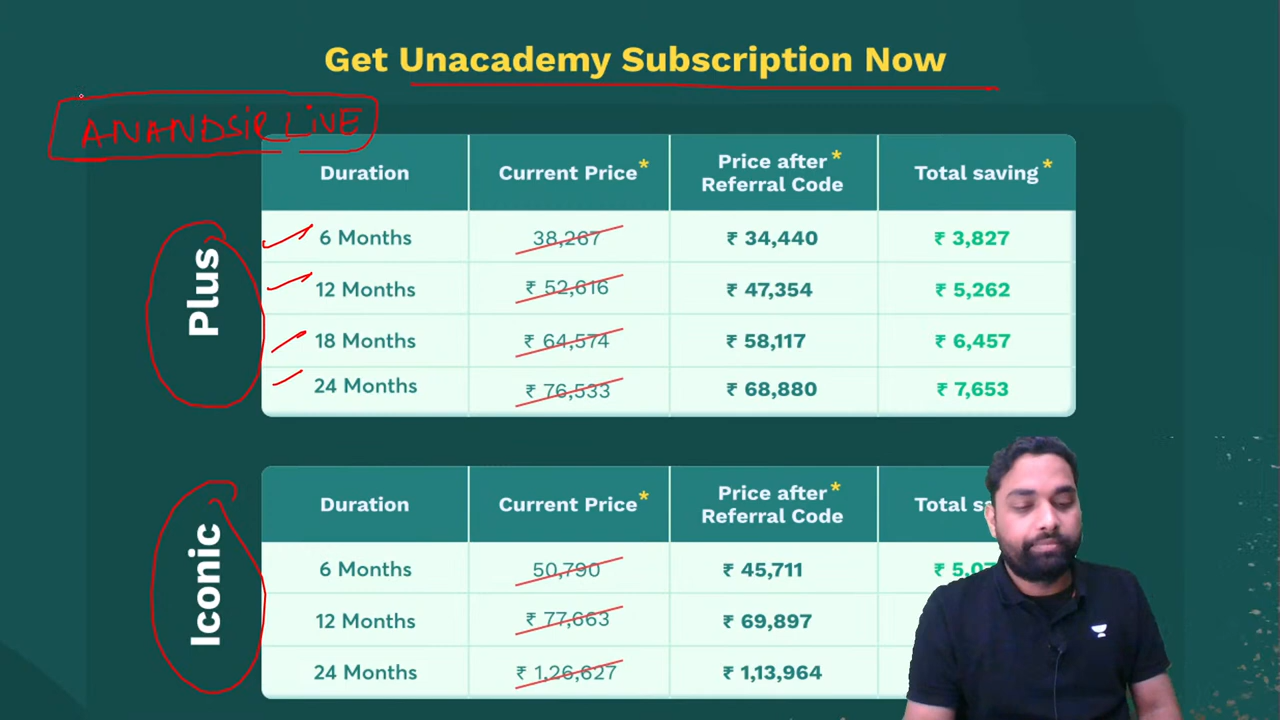 Get Unacademy Subscription Now
ANANDSIR LiVE
Plus
Duration Current Price* Price after Referral Code* Total saving*
6 Months 38,267 ₹ 34,440 ₹ 3,827
12 Months ₹ 52,616 ₹ 47,354 ₹ 5,262
18 Months ₹ 64,574 ₹ 58,117 ₹ 6,457
24 Months ₹ 76,533 ₹ 68,880 ₹ 7,653
Iconic
Duration Current Price* Price after Referral Code* Total
6 Months 50,790 ₹ 45,711
12 Months ₹ 77,663 ₹ 69,897
24 Months ₹ 1,26,627 ₹ 1,13,964